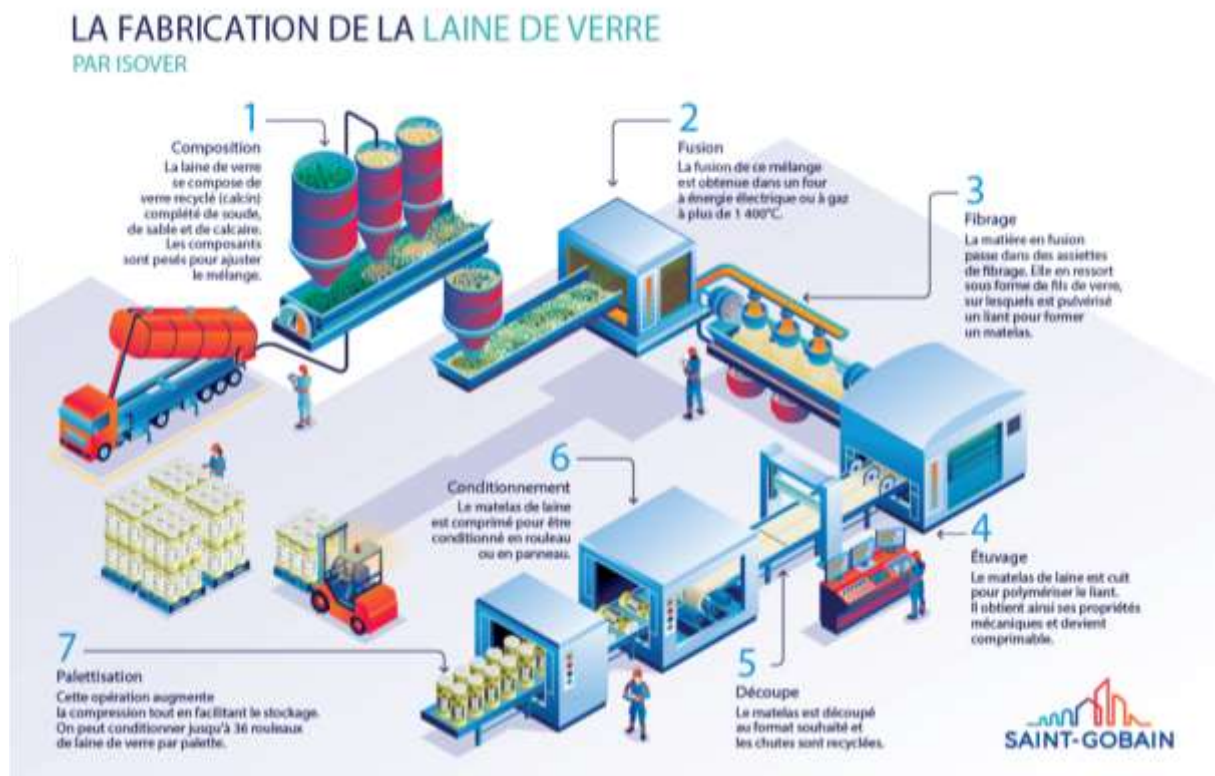 LA FABRICATION DE LA LAINE DE VERRE
PAR ISOVER
1
Composition
La laine de verre
se compose de
verre recyclé (calcin)
complété de soude,
de sable et de calcaire.
Les composants
sont pesés pour ajuster
le mélange.
2
Fusion
La fusion de ce mélange
est obtenue dans un four
à énergie électrique ou à gaz
à plus de 1 400°C.
3
Fibrage
La matière en fusion
passe dans des assiettes
de fibrage. Elle en ressort
sous forme de fils de verre,
sur lesquels est pulvérisé
un liant pour former
un matelas.
4
Étuvage
Le matelas de laine est cuit
pour polymériser le liant.
Il obtient ainsi ses propriétés
mécaniques et devient
comprimable.
5
Découpe
Le matelas est découpé
au format souhaité et
les chutes sont recyclées.
6
Conditionnement
Le matelas de laine
est comprimé pour être
conditionné en rouleau
ou en panneau.
7
Palettisation
Cette opération augmente
la compression tout en facilitant le stockage.
On peut conditionner jusqu'à 36 rouleaux
de laine de verre par palette.
SAINT-GOBAIN